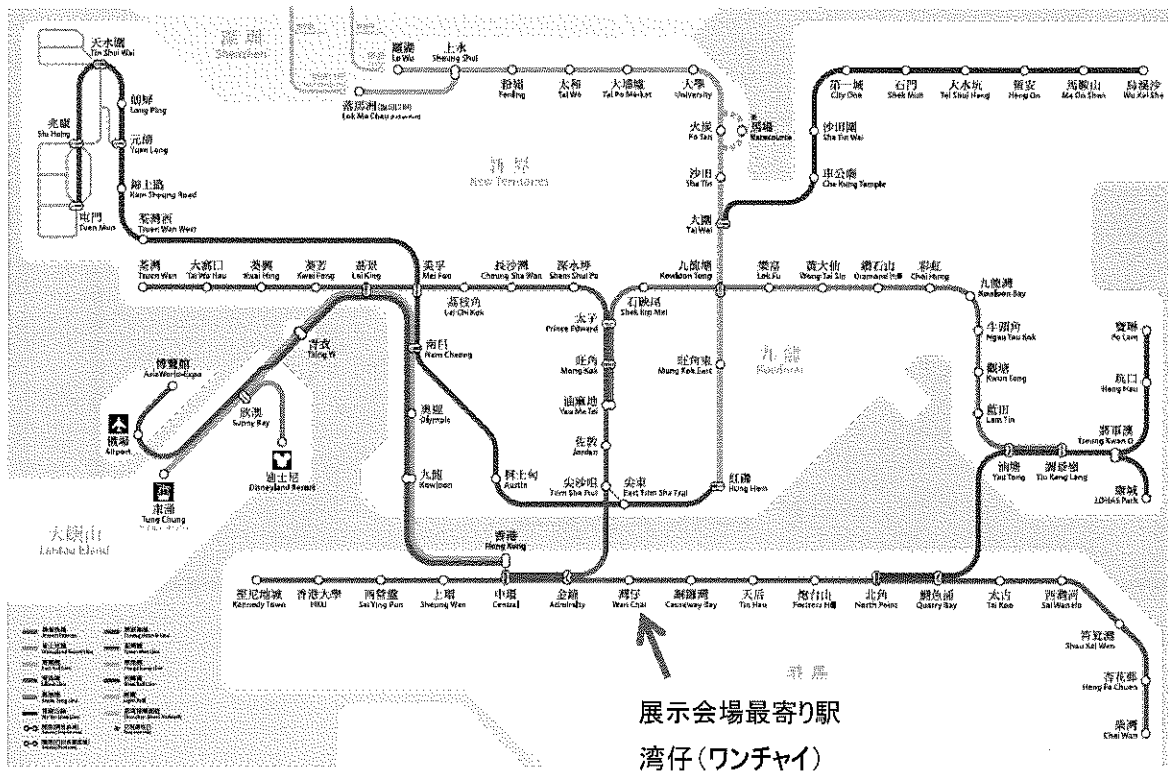 天水圍
Tin Shui Wai
朗屏
Long Ping
兆康
Siu Hong
元朗
Yuen Long
錦上路
Kam Sheung Road
屯門
Tuen Mun
荃灣西
Tsuen Wan West
深圳
羅湖
Lo Wu
上水
Sheung Shui
落馬洲
Lok Ma Chau
粉嶺
Fanling
太和
Tai Wo
大埔墟
Tai Po Market
大學
University
火炭
Fo Tan
馬場
Racecourse
沙田
Sha Tin
大圍
Tai Wai
第一城
City One
石門
Shek Mun
大水坑
Tai Shui Hang
恆安
Heng On
馬鞍山
Ma On Shan
烏溪沙
Wu Kai Sha
沙田圍
Sha Tin Wai
車公廟
Che Kung Temple
新界
New Territories
荃灣
Tsuen Wan
大窩口
Tai Wo Hau
葵興
Kwai Hing
葵芳
Kwai Fong
荔景
Lai King
美孚
Mei Foo
荔枝角
Lai Chi Kok
長沙灣
Cheung Sha Wan
深水埗
Sham Shui Po
石硤尾
Shek Kip Mei
九龍塘
Kowloon Tong
樂富
Lok Fu
黃大仙
Wong Tai Sin
鑽石山
Diamond Hill
彩虹
Choi Hung
九龍灣
Kowloon Bay
牛頭角
Ngau Tau Kok
觀塘
Kwun Tong
藍田
Lam Tin
油塘
Yau Tong
調景嶺
Tiu Keng Leng
將軍澳
Tseung Kwan O
寶琳
Po Lam
坑口
Hang Hau
康城
LOHAS Park
太子
Prince Edward
旺角
Mong Kok
油麻地
Yau Ma Tei
佐敦
Jordan
尖沙咀
Tsim Sha Tsui
尖東
East Tsim Sha Tsui
旺角東
Mong Kok East
紅磡
Hung Hom
九龍
Kowloon
南昌
Nam Cheong
奧運
Olympic
九龍
Kowloon
柯士甸
Austin
青衣
Tsing Yi
博覽館
AsiaWorld-Expo
機場
Airport
欣澳
Sunny Bay
迪士尼
Disneyland Resort
東涌
Tung Chung
大嶼山
Lantau Island
香港
Hong Kong
堅尼地城
Kennedy Town
香港大學
HKU
西營盤
Sai Ying Pun
上環
Sheung Wan
中環
Central
金鐘
Admiralty
灣仔
Wan Chai
銅鑼灣
Causeway Bay
天后
Tin Hau
炮台山
Fortress Hill
北角
North Point
鰂魚涌
Quarry Bay
太古
Tai Koo
西灣河
Sai Wan Ho
筲箕灣
Shau Kei Wan
杏花邨
Heng Fa Chuen
柴灣
Chai Wan
展示会場最寄り駅
湾仔(ワンチャイ)